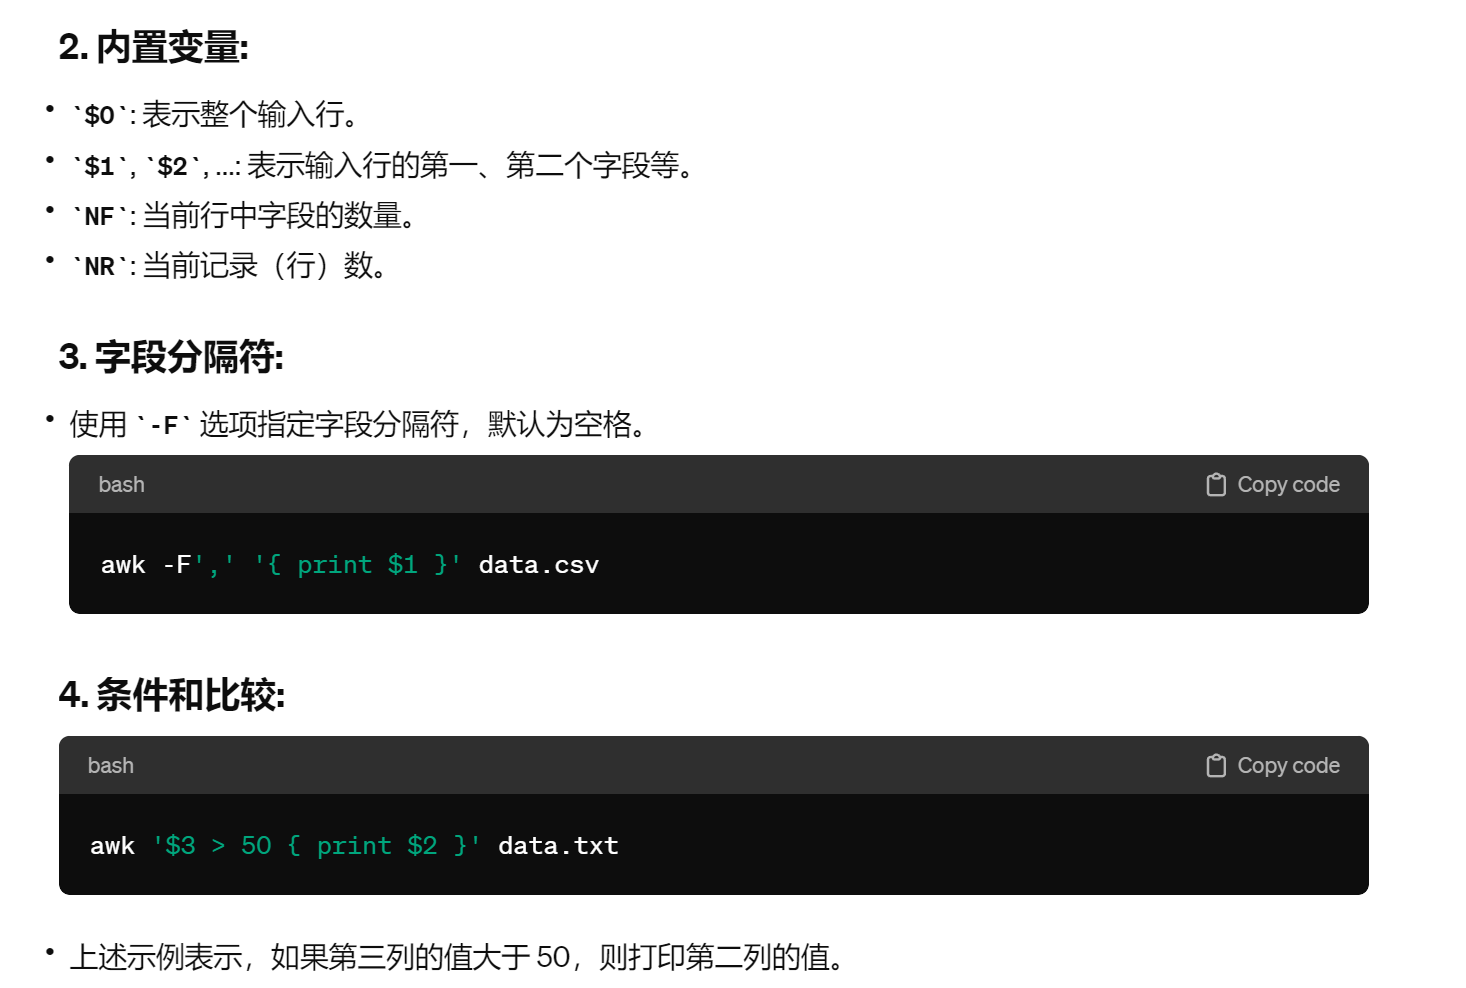 2. 内置变量:
• `$0`: 表示整个输入行。
• `$1`, `$2`, ...: 表示输入行的第一、第二个字段等。
• `NF`: 当前行中字段的数量。
• `NR`: 当前记录（行）数。
3. 字段分隔符:
• 使用 `-F` 选项指定字段分隔符，默认为空格。
bash Copy code
awk -F',' '{ print $1 }' data.csv
4. 条件和比较:
bash Copy code
awk '$3 > 50 { print $2 }' data.txt
• 上述示例表示，如果第三列的值大于 50，则打印第二列的值。